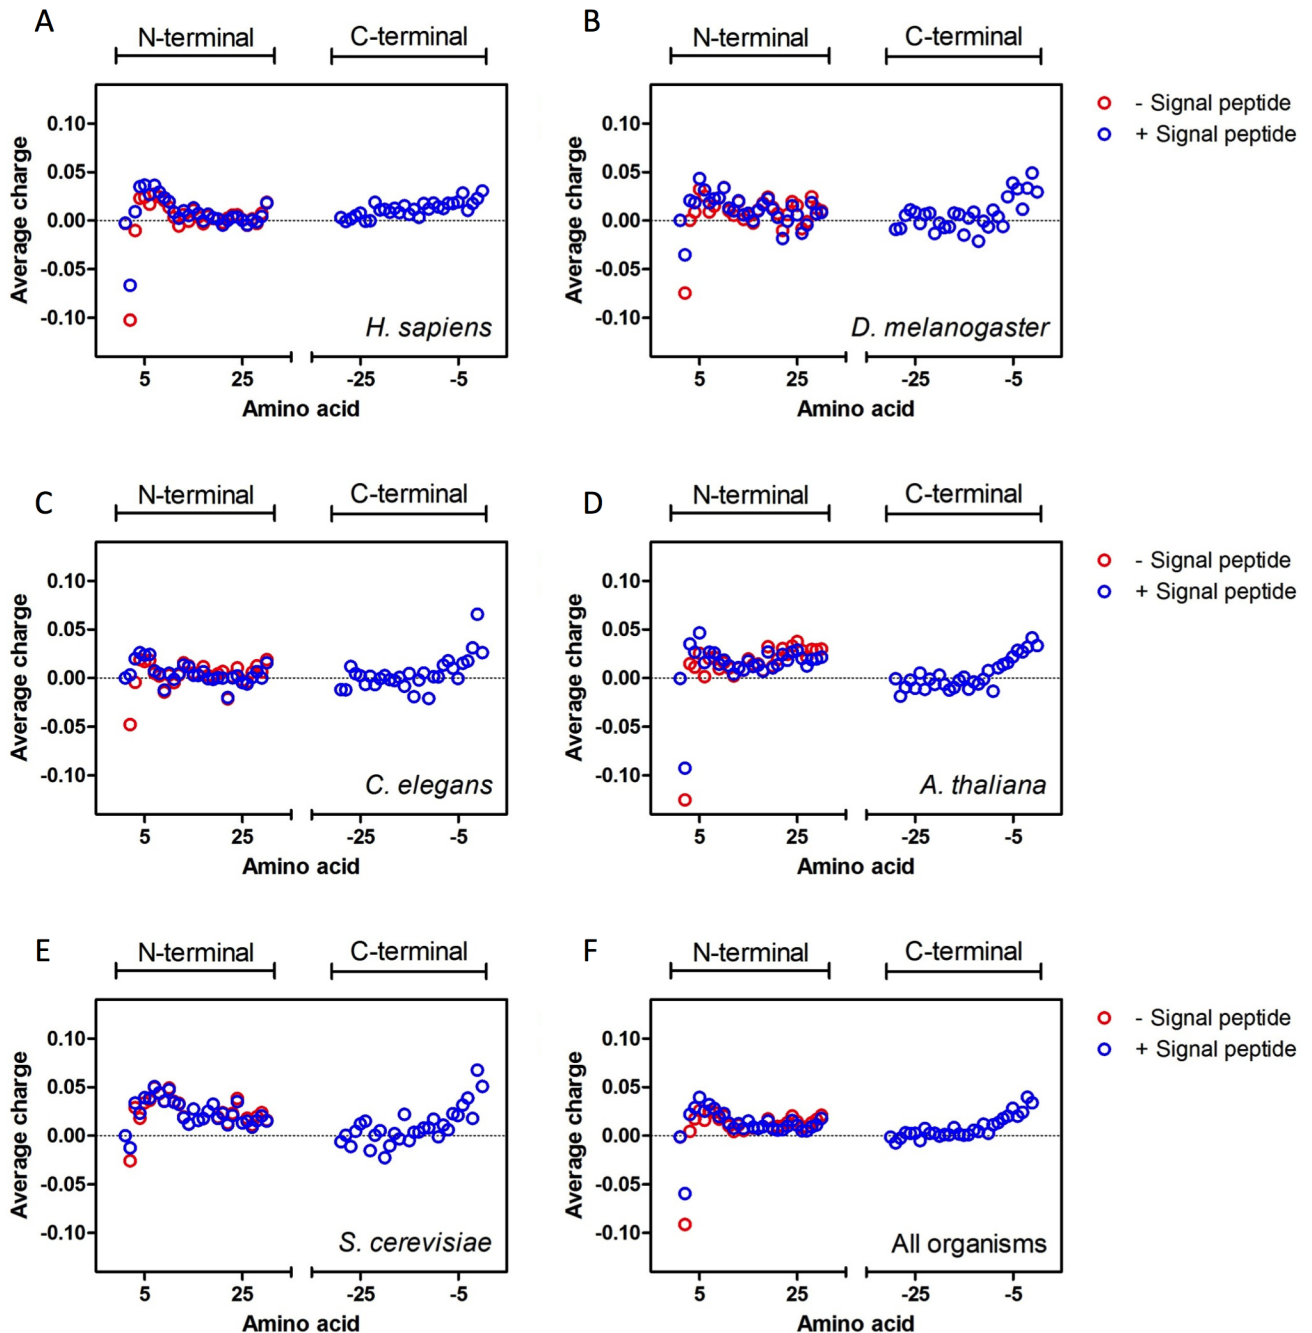 A
B
N-terminal
C-terminal
N-terminal
C-terminal
Average charge
0.10
0.05
0.00
-0.05
-0.10
H. sapiens
5
25
-25
-5
Amino acid
Average charge
0.10
0.05
0.00
-0.05
-0.10
D. melanogaster
5
25
-25
-5
Amino acid
- Signal peptide
+ Signal peptide
C
D
N-terminal
C-terminal
N-terminal
C-terminal
Average charge
0.10
0.05
0.00
-0.05
-0.10
C. elegans
5
25
-25
-5
Amino acid
Average charge
0.10
0.05
0.00
-0.05
-0.10
A. thaliana
5
25
-25
-5
Amino acid
- Signal peptide
+ Signal peptide
E
F
N-terminal
C-terminal
N-terminal
C-terminal
Average charge
0.10
0.05
0.00
-0.05
-0.10
S. cerevisiae
5
25
-25
-5
Amino acid
Average charge
0.10
0.05
0.00
-0.05
-0.10
All organisms
5
25
-25
-5
Amino acid
- Signal peptide
+ Signal peptide